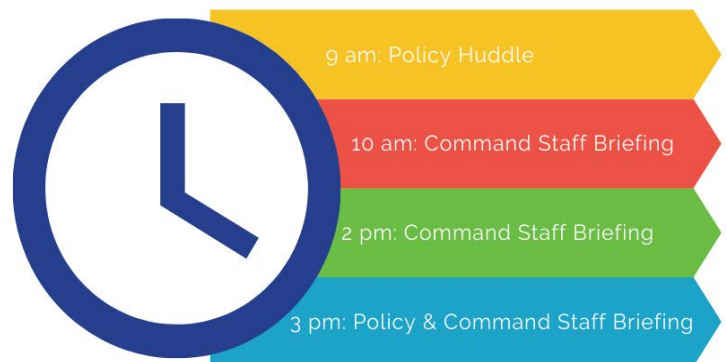 9 am: Policy Huddle
10 am: Command Staff Briefing
2 pm: Command Staff Briefing
3 pm: Policy & Command Staff Briefing